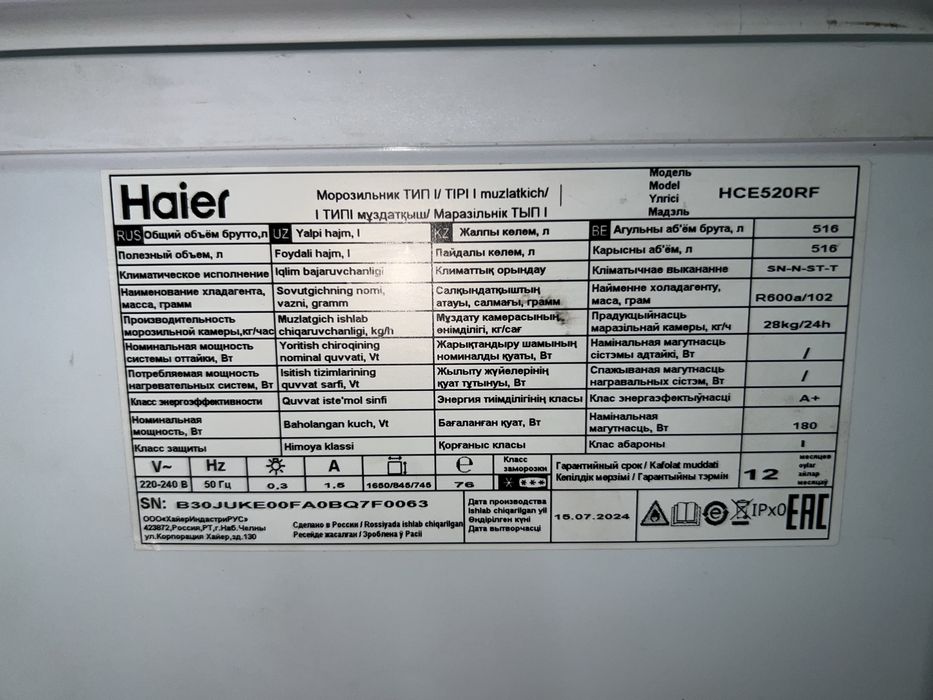 Haier
Морозильник ТИП I/ TIPI I muzlatkich/
I ТИПІ мұздатқыш/ Маразільнік ТЫП I
Модель
Model
Үлгісі
Мадэль
HCE520RF
RUS Общий объём брутто,л UZ Yalpi hajm, l KZ Жалпы көлем, л BE Агульны аб'ём брута, л 516
Полезный объем, л Foydali hajm, l Пайдалы көлем, л Карысны аб'ём, л 516
Климатическое исполнение Iqlim bajaruvchanligi Климаттық орындау Кліматычнае выкананне SN-N-ST-T
Наименование хладагента, Sovutgichning nomi, Салқындатқыштың Найменне холадагенту,
масса, грамм vazni, gramm атауы, салмағы, грамм маса, грам R600a/102
Производительность Muzlatgich ishlab Мұздату камерасының Прадукцыйнасць
морозильной камеры,кг/час chiqaruvchanligi, kg/h өнімділігі, кг/сағ маразільнай камеры, кг/ч 28kg/24h
Номинальная мощность Yoritish chiroqining Жарықтандыру шамының Намінальная магутнасць
системы оттайки, Вт nominal quvvati, Vt номиналды қуаты, Вт сістэмы адтайкі, Вт /
Потребляемая мощность Isitish tizimlarining Жылыту жүйелерінің Спажываная магутнасць
нагревательных систем, Вт quvvat sarfi, Vt қуат тұтынуы, Вт награвальных сістэм, Вт /
Класс энергоэффективности Quvvat iste'mol sinfi Энергия тиімділігінің класы Клас энергаэфектыўнасці A+
Номинальная Намінальная
мощность, Вт Baholangan kuch, Vt Бағаланған қуат, Вт магутнасць, Вт 180
Класс защиты Himoya klassi Қорғаныс класы Клас абароны I
V~ Hz A e Класс
заморозки
220-240 В 50 Гц 0.3 1.5 1650/845/745 76
Гарантийный срок / Kafolat muddati
Кепілдік мөрзімі / Гарантыйны тэрмін
12 месяцев
oylar
айлар
месяцаў
SN: B30JUKE00FA0BQ7F0063
ООО«ХайерИндастриРУС»
423872,Россия,РТ,г.Наб.Челны
ул.Корпорация Хайер,зд.130
Сделано в России / Rossiyada ishlab chiqarilgan
Ресейде жасалған / Зроблена ў Расіі
Дата производства
Ishlab chiqarilgan yil
Өндірілген күні
Дата вытворчасці
15.07.2024
IPx0 EAC